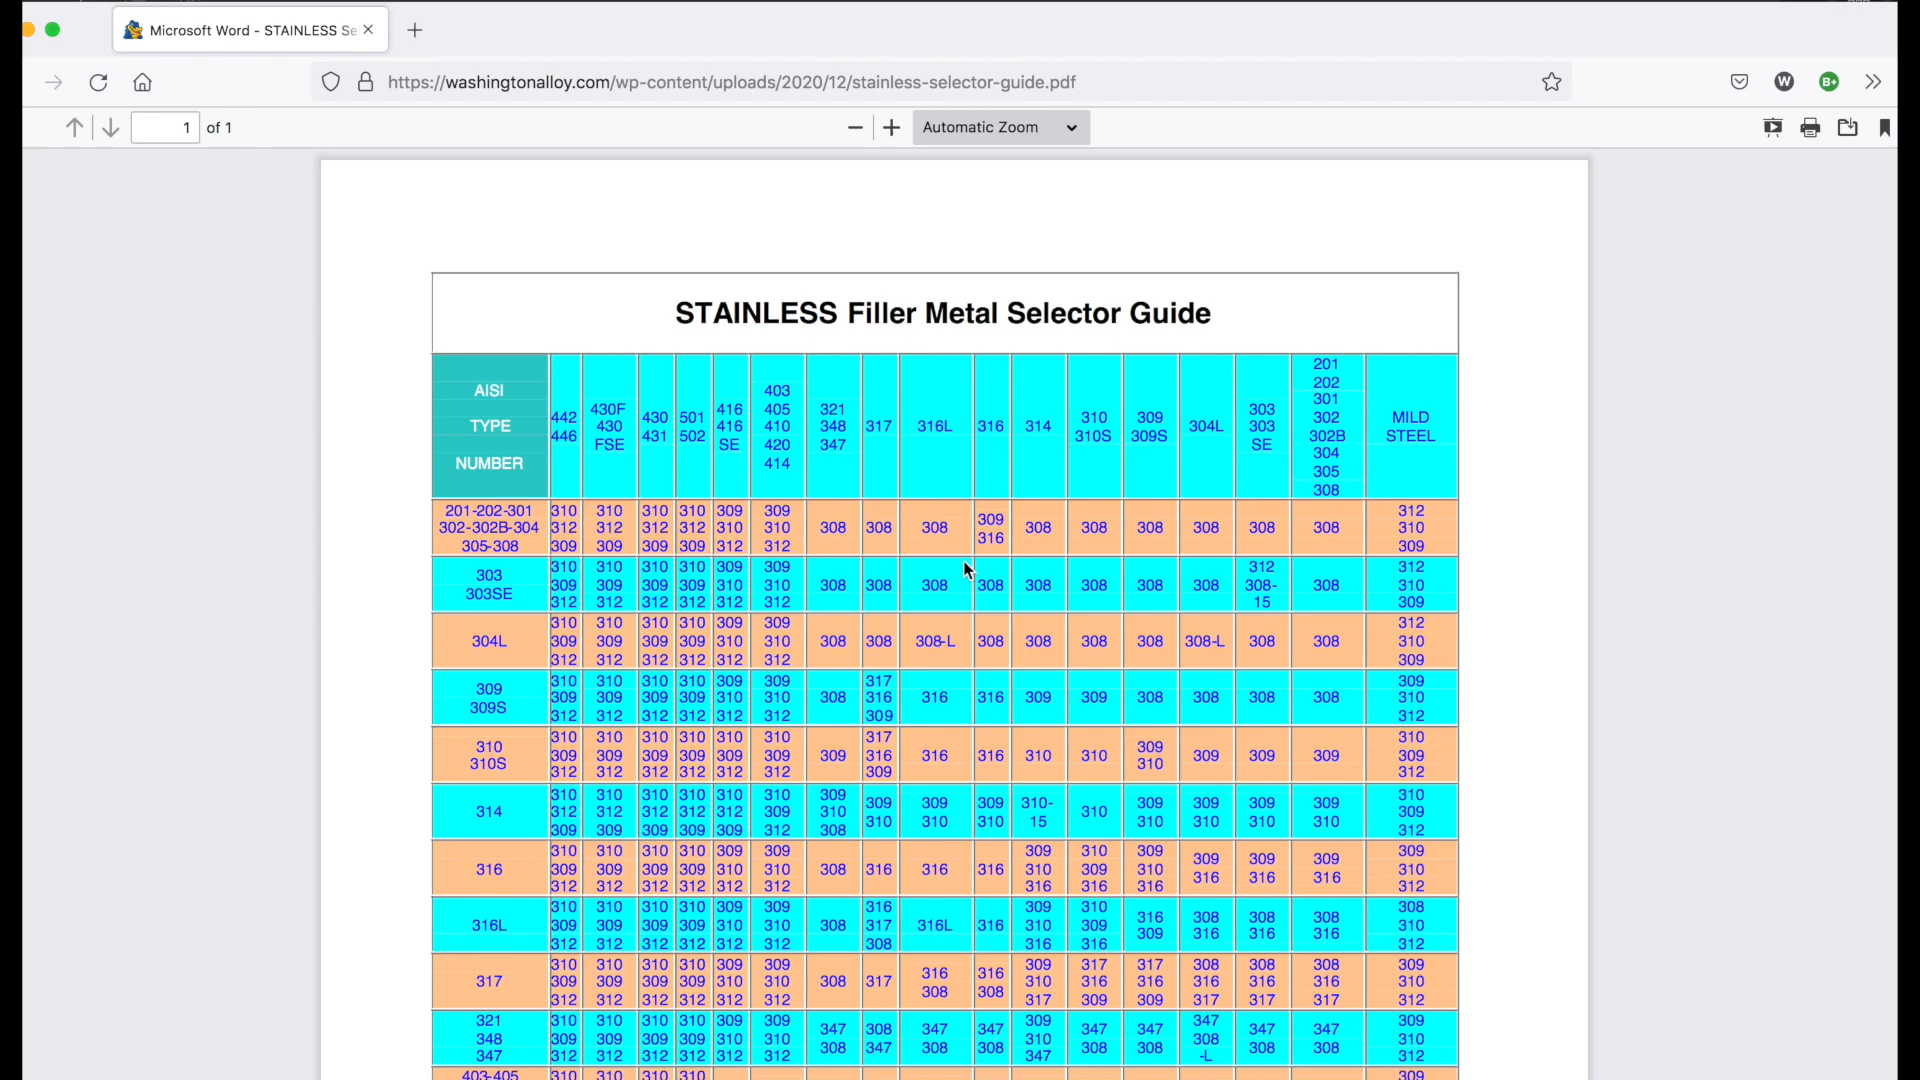 Microsoft Word - STAINLESS Se
https://washingtonalloy.com/wp-content/uploads/2020/12/stainless-selector-guide.pdf
W
B+
1 of 1
Automatic Zoom
STAINLESS Filler Metal Selector Guide
AISI
TYPE
NUMBER
442
446
430F
430
FSE
430
431
501
502
416
416
SE
403
405
410
420
414
321
348
347
317
316L
316
314
310
310S
309
309S
304L
303
303
SE
201
202
301
302
302B
304
305
308
MILD
STEEL
201-202-301 310 310 310 310 309 309 312
302-302B-304 312 312 312 312 310 310 308 308 308 309 316 308 308 308 308 308 308 310
305-308 309 309 309 309 312 312 309
303 310 310 310 310 309 309 312 312
303SE 309 309 309 309 310 310 308 308 308 308 308 308 308 308 308- 308 310
312 312 312 312 312 312 15 309
310 310 310 310 309 309 312
304L 309 309 309 309 310 310 308 308 308-L 308 308 308 308 308-L 308 308 310
312 312 312 312 312 312 309
309 310 310 310 310 309 309 317 309
309S 309 309 309 309 310 310 308 316 316 316 309 309 308 308 308 308 310
312 312 312 312 312 312 309 312
310 310 310 310 310 310 310 317 309 310
310S 309 309 309 309 309 309 309 316 316 316 310 310 310 309 309 309 309
312 312 312 312 312 312 309 312
310 310 310 310 310 310 309 309 309 309 310- 309 309 309 309 310
314 312 312 312 312 312 309 310 310 310 310 15 310 310 310 310 310 309
309 309 309 309 309 312 308 312
310 310 310 310 309 309 309 310 309 309 309 309 309
316 309 309 309 309 310 310 308 316 316 316 310 309 310 316 316 316 310
312 312 312 312 312 312 316 316 316 312
310 310 310 310 309 309 316 309 310 316 308 308 308 308
316L 309 309 309 309 310 310 308 317 316L 316 310 309 309 316 316 316 310
312 312 312 312 312 312 308 316 316 312
310 310 310 310 309 309 316 316 309 317 317 308 308 308 309
317 309 309 309 309 310 310 308 317 308 308 310 316 316 316 316 316 310
312 312 312 312 312 312 317 309 309 317 317 317 312
321 310 310 310 310 309 309 347 308 347 347 309 347 347 347 347 347 309
348 309 309 309 309 310 310 308 347 308 308 310 308 308 308 308 308 310
347 312 312 312 312 312 312 347 -L 312
403-405 310 310 310 310 309